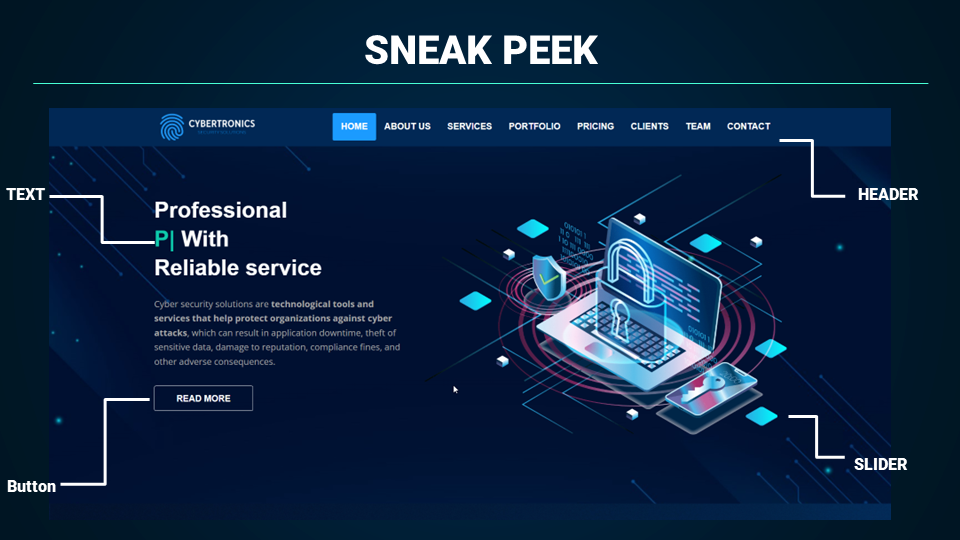 SNEAK PEEK
CYBERTRONICS
HOME ABOUT US SERVICES PORTFOLIO PRICING CLIENTS TEAM CONTACT
TEXT
HEADER
Professional
P| With
Reliable service
Cyber security solutions are technological tools and
services that help protect organizations against cyber
attacks, which can result in application downtime, theft of
sensitive data, damage to reputation, compliance fines, and
other adverse consequences.
READ MORE
SLIDER
Button